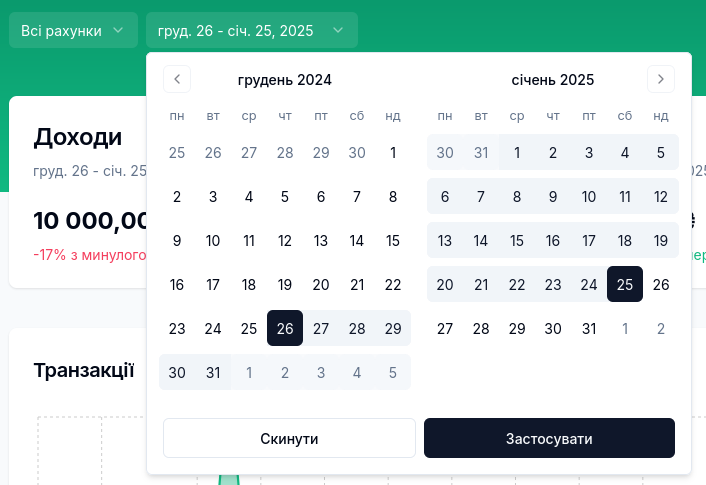 Всі рахунки
груд. 26 - січ. 25, 2025
грудень 2024
пн вт ср чт пт сб нд
25 26 27 28 29 30 1
2 3 4 5 6 7 8
9 10 11 12 13 14 15
16 17 18 19 20 21 22
23 24 25 26 27 28 29
30 31 1 2 3 4 5
січень 2025
пн вт ср чт пт сб нд
30 31 1 2 3 4 5
6 7 8 9 10 11 12
13 14 15 16 17 18 19
20 21 22 23 24 25 26
27 28 29 30 31 1 2
Скинути
Застосувати
Доходи
груд. 26 - січ. 25
10 000,00
-17% з минулого
Транзакції